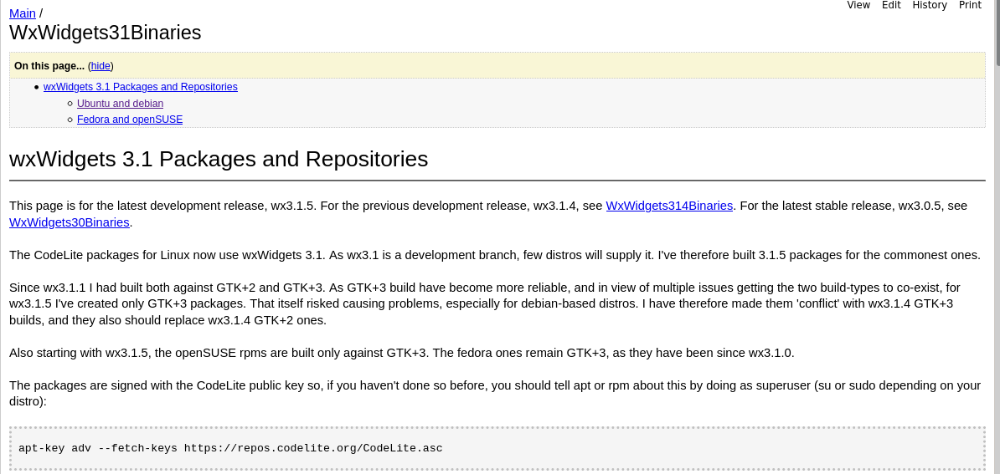 View Edit History Print
Main /
WxWidgets31Binaries
On this page... (hide)
wxWidgets 3.1 Packages and Repositories
Ubuntu and debian
Fedora and openSUSE
wxWidgets 3.1 Packages and Repositories
This page is for the latest development release, wx3.1.5. For the previous development release, wx3.1.4, see WxWidgets314Binaries. For the latest stable release, wx3.0.5, see
WxWidgets30Binaries.
The CodeLite packages for Linux now use wxWidgets 3.1. As wx3.1 is a development branch, few distros will supply it. I've therefore built 3.1.5 packages for the commonest ones.
Since wx3.1.1 I had built both against GTK+2 and GTK+3. As GTK+3 build have become more reliable, and in view of multiple issues getting the two build-types to co-exist, for
wx3.1.5 I've created only GTK+3 packages. That itself risked causing problems, especially for debian-based distros. I have therefore made them 'conflict' with wx3.1.4 GTK+3
builds, and they also should replace wx3.1.4 GTK+2 ones.
Also starting with wx3.1.5, the openSUSE rpms are built only against GTK+3. The fedora ones remain GTK+3, as they have been since wx3.1.0.
The packages are signed with the CodeLite public key so, if you haven't done so before, you should tell apt or rpm about this by doing as superuser (su or sudo depending on your
distro):
apt-key adv --fetch-keys https://repos.codelite.org/CodeLite.asc